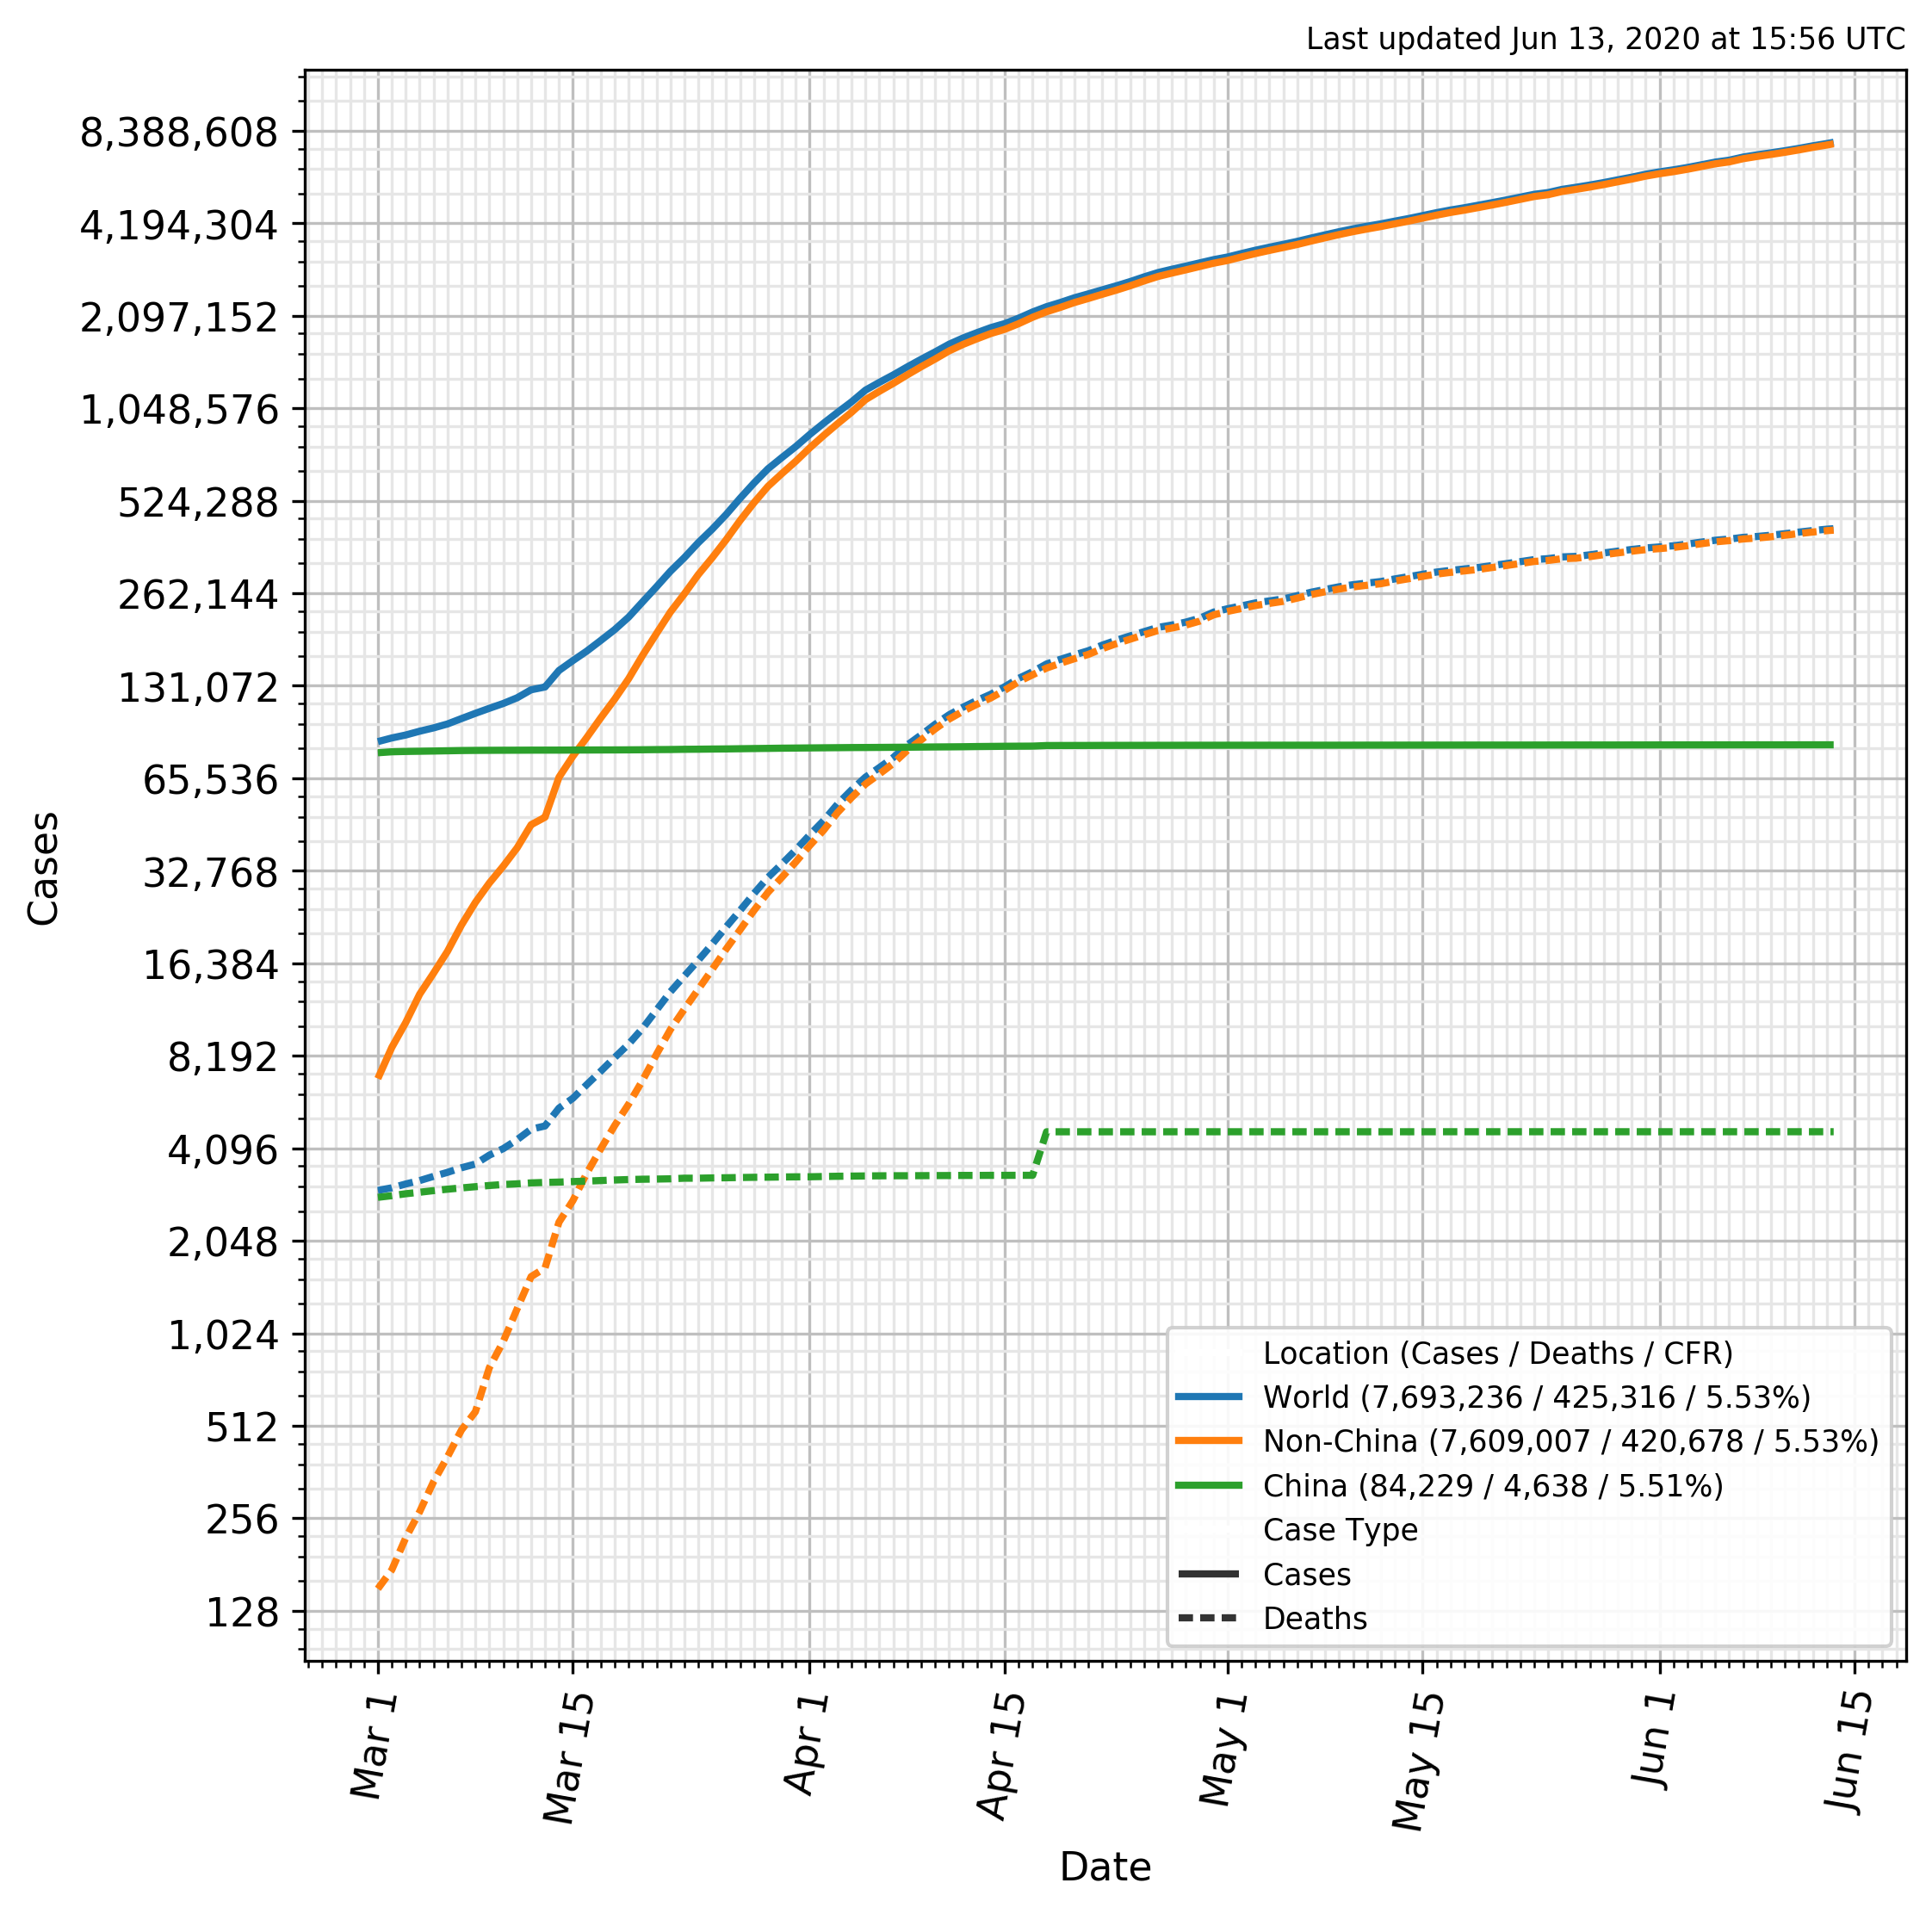 Last updated Jun 13, 2020 at 15:56 UTC
8,388,608
4,194,304
2,097,152
1,048,576
524,288
262,144
131,072
65,536
32,768
16,384
8,192
4,096
2,048
1,024
512
256
128
Cases
Location (Cases / Deaths / CFR)
World (7,693,236 / 425,316 / 5.53%)
Non-China (7,609,007 / 420,678 / 5.53%)
China (84,229 / 4,638 / 5.51%)
Case Type
Cases
Deaths
Mar 1
Mar 15
Apr 1
Apr 15
May 1
May 15
Jun 1
Jun 15
Date